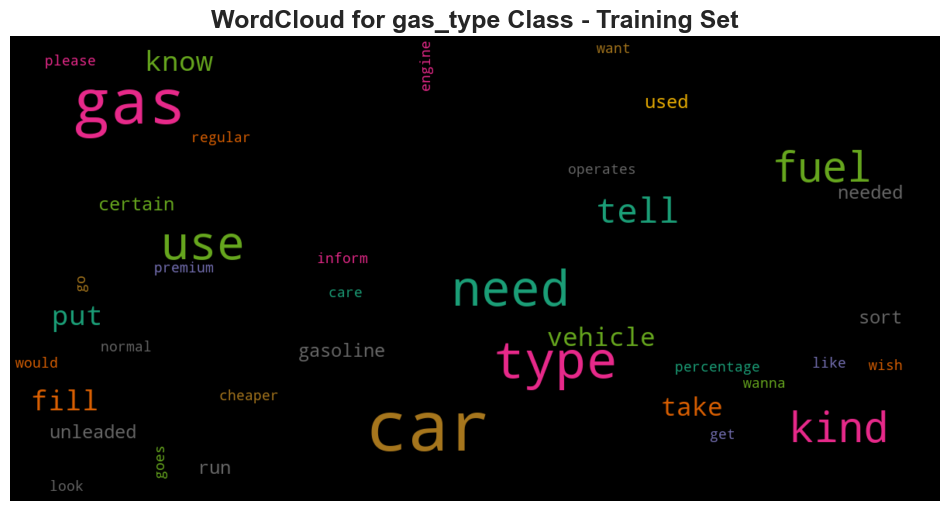 WordCloud for gas_type Class - Training Set
please
know
engine
want
gas
used
regular
fuel
operates
needed
certain
tell
use
premium
inform
go
care
need
put
sort
normal
gasoline
vehicle
would
type
percentage
like
wish
wanna
fill
cheaper
take
car
kind
unleaded
get
goes
run
look